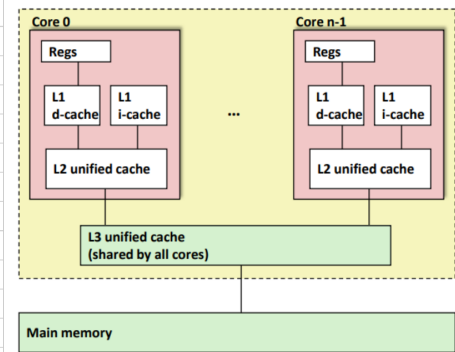 Core 0
Regs
L1
d-cache
L1
i-cache
L2 unified cache
...
Core n-1
Regs
L1
d-cache
L1
i-cache
L2 unified cache
L3 unified cache
(shared by all cores)
Main memory